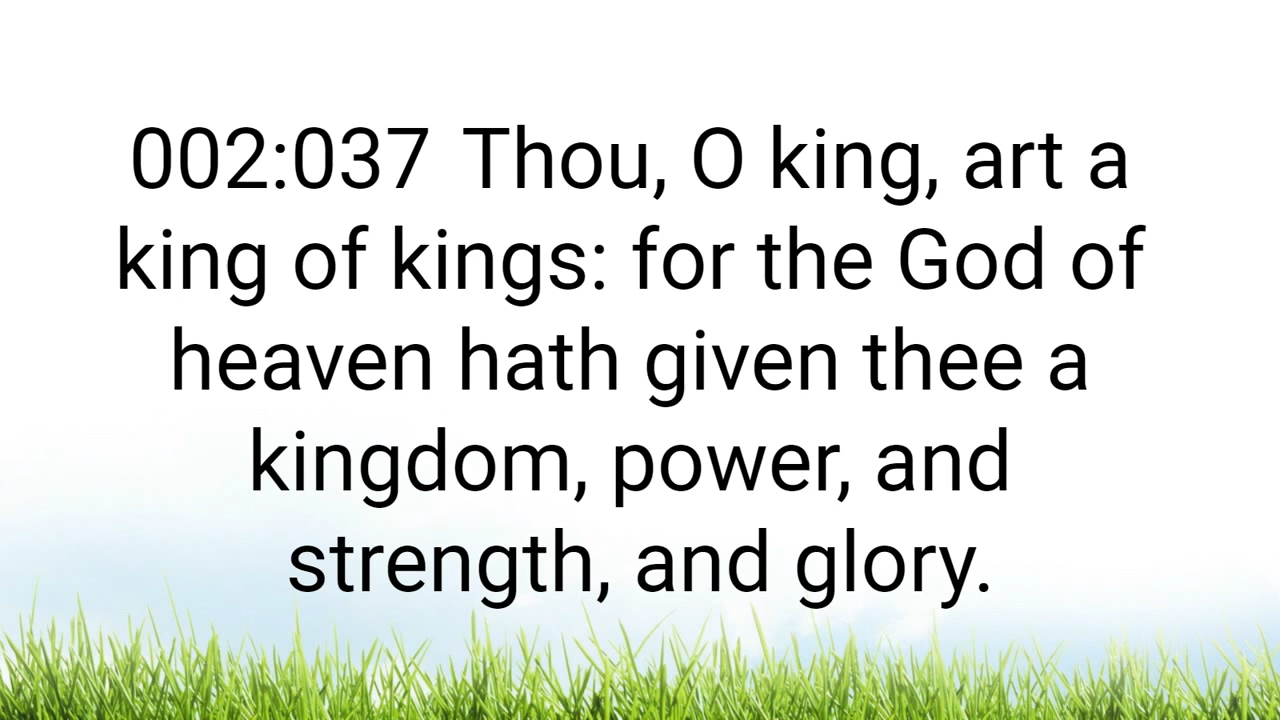 002:037 Thou, O king, art a
king of kings: for the God of
heaven hath given thee a
kingdom, power, and
strength, and glory.